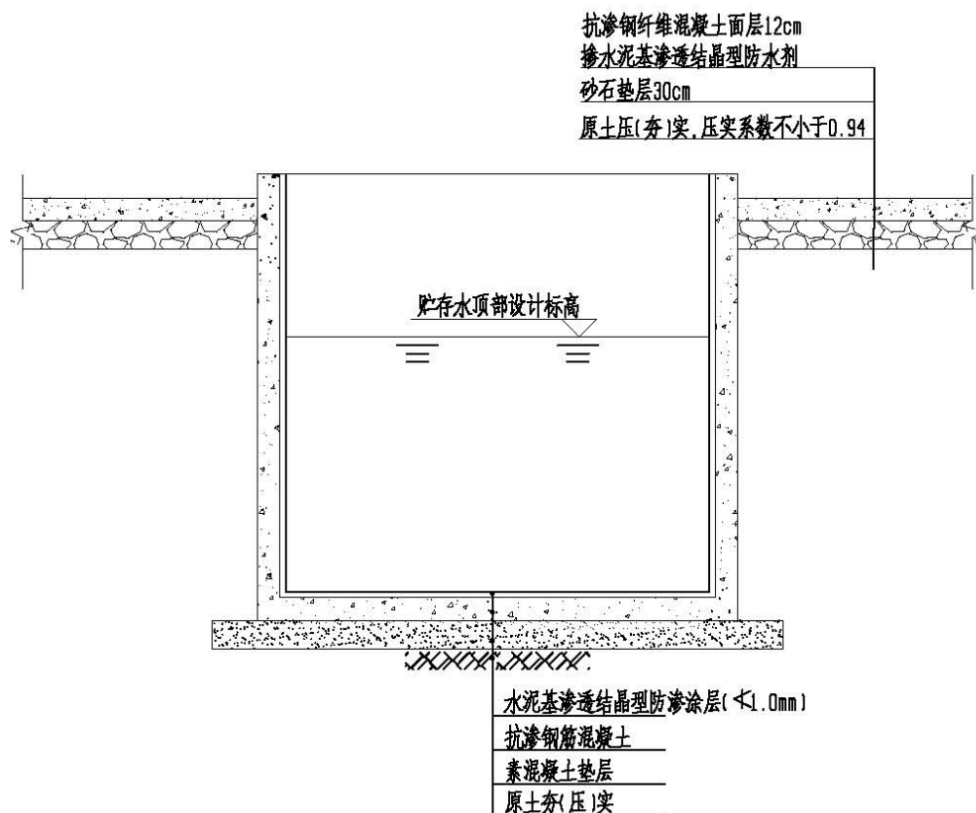 抗渗钢纤维混凝土面层12cm
掺水泥基渗透结晶型防水剂
砂石垫层30cm
原土压(夯)实,压实系数不小于0.94
贮存水顶部设计标高
水泥基渗透结晶型防渗涂层(≮1.0mm)
抗渗钢筋混凝土
素混凝土垫层
原土夯(压)实